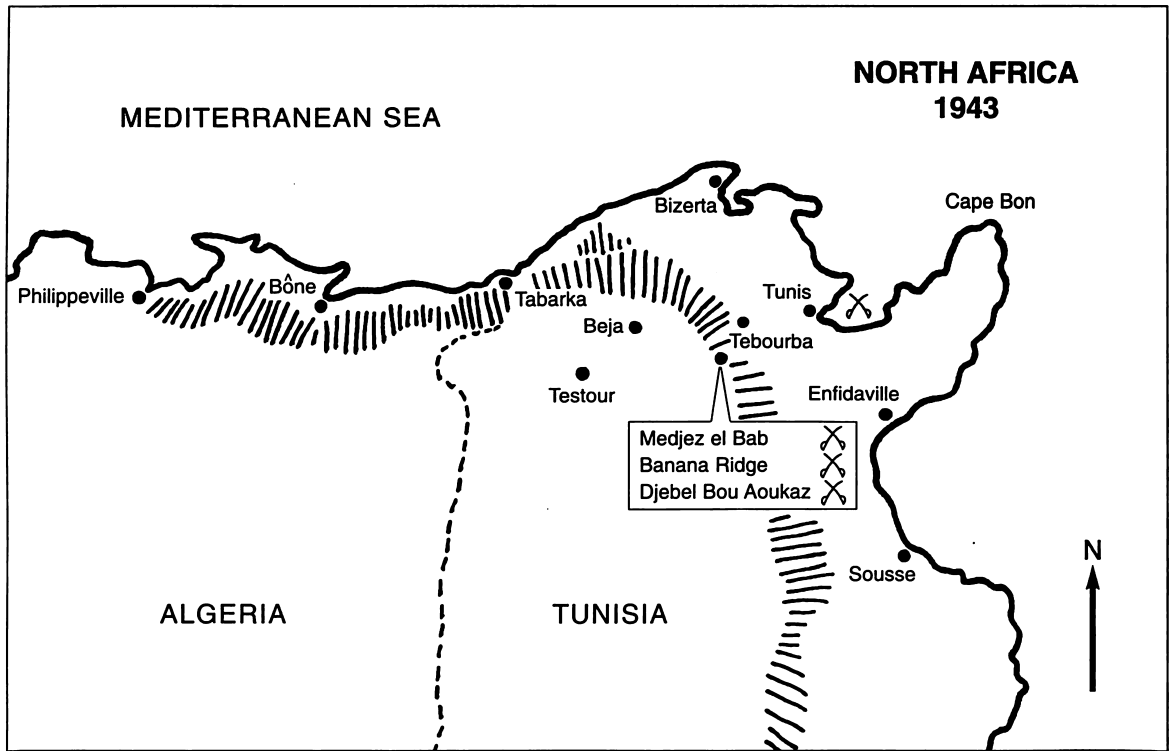 NORTH AFRICA
1943
MEDITERRANEAN SEA
Cape Bon
Bizerta
Philippeville
Bône
Tabarka
Tunis
Beja
Tebourba
Testour
Enfidaville
Medjez el Bab
Banana Ridge
Djebel Bou Aoukaz
N
Sousse
ALGERIA
TUNISIA